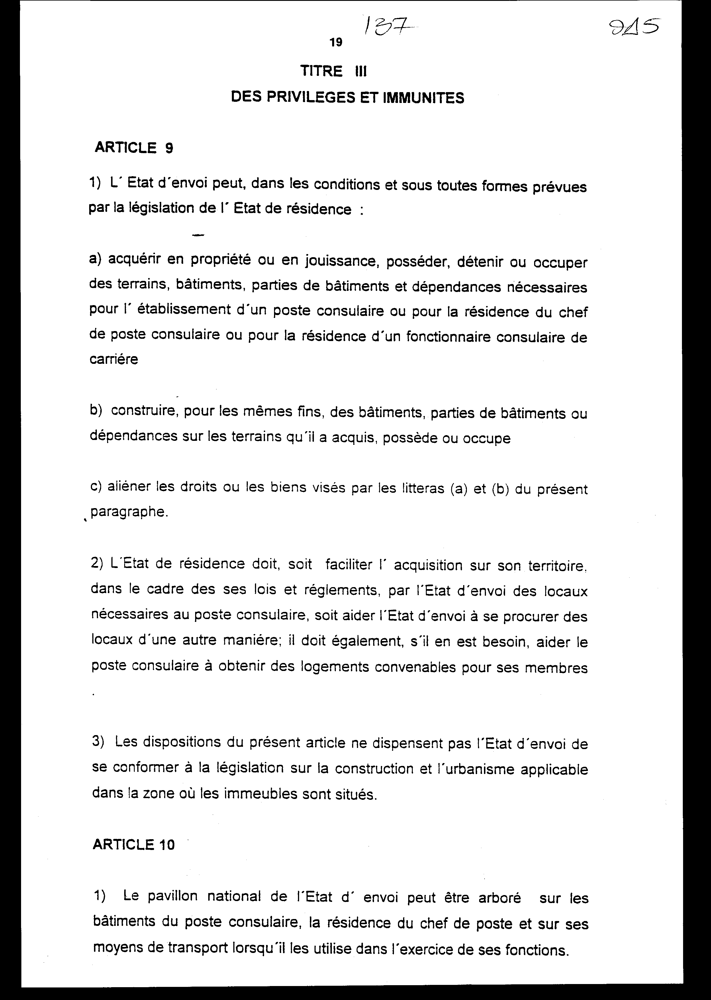 137
215
19
TITRE III
DES PRIVILEGES ET IMMUNITES
ARTICLE 9
1) L´ Etat d´envoi peut, dans les conditions et sous toutes formes prévues
par la législation de l´ Etat de résidence :
a) acquérir en propriété ou en jouissance, posséder, détenir ou occuper
des terrains, bâtiments, parties de bâtiments et dépendances nécessaires
pour l´ établissement d´un poste consulaire ou pour la résidence du chef
de poste consulaire ou pour la résidence d´un fonctionnaire consulaire de
carriére
b) construire, pour les mêmes fins, des bâtiments, parties de bâtiments ou
dépendances sur les terrains qu´il a acquis, possède ou occupe
c) aliéner les droits ou les biens visés par les litteras (a) et (b) du présent
paragraphe.
2) L´Etat de résidence doit, soit faciliter l´ acquisition sur son territoire,
dans le cadre des ses lois et réglements, par l´Etat d´envoi des locaux
nécessaires au poste consulaire, soit aider l´Etat d´envoi à se procurer des
locaux d´une autre maniére; il doit également, s´il en est besoin, aider le
poste consulaire à obtenir des logements convenables pour ses membres
.
3) Les dispositions du présent article ne dispensent pas l´Etat d´envoi de
se conformer à la législation sur la construction et l´urbanisme applicable
dans la zone où les immeubles sont situés.
ARTICLE 10
1) Le pavillon national de l´Etat d´ envoi peut être arboré sur les
bâtiments du poste consulaire, la résidence du chef de poste et sur ses
moyens de transport lorsqu´il les utilise dans l´exercice de ses fonctions.